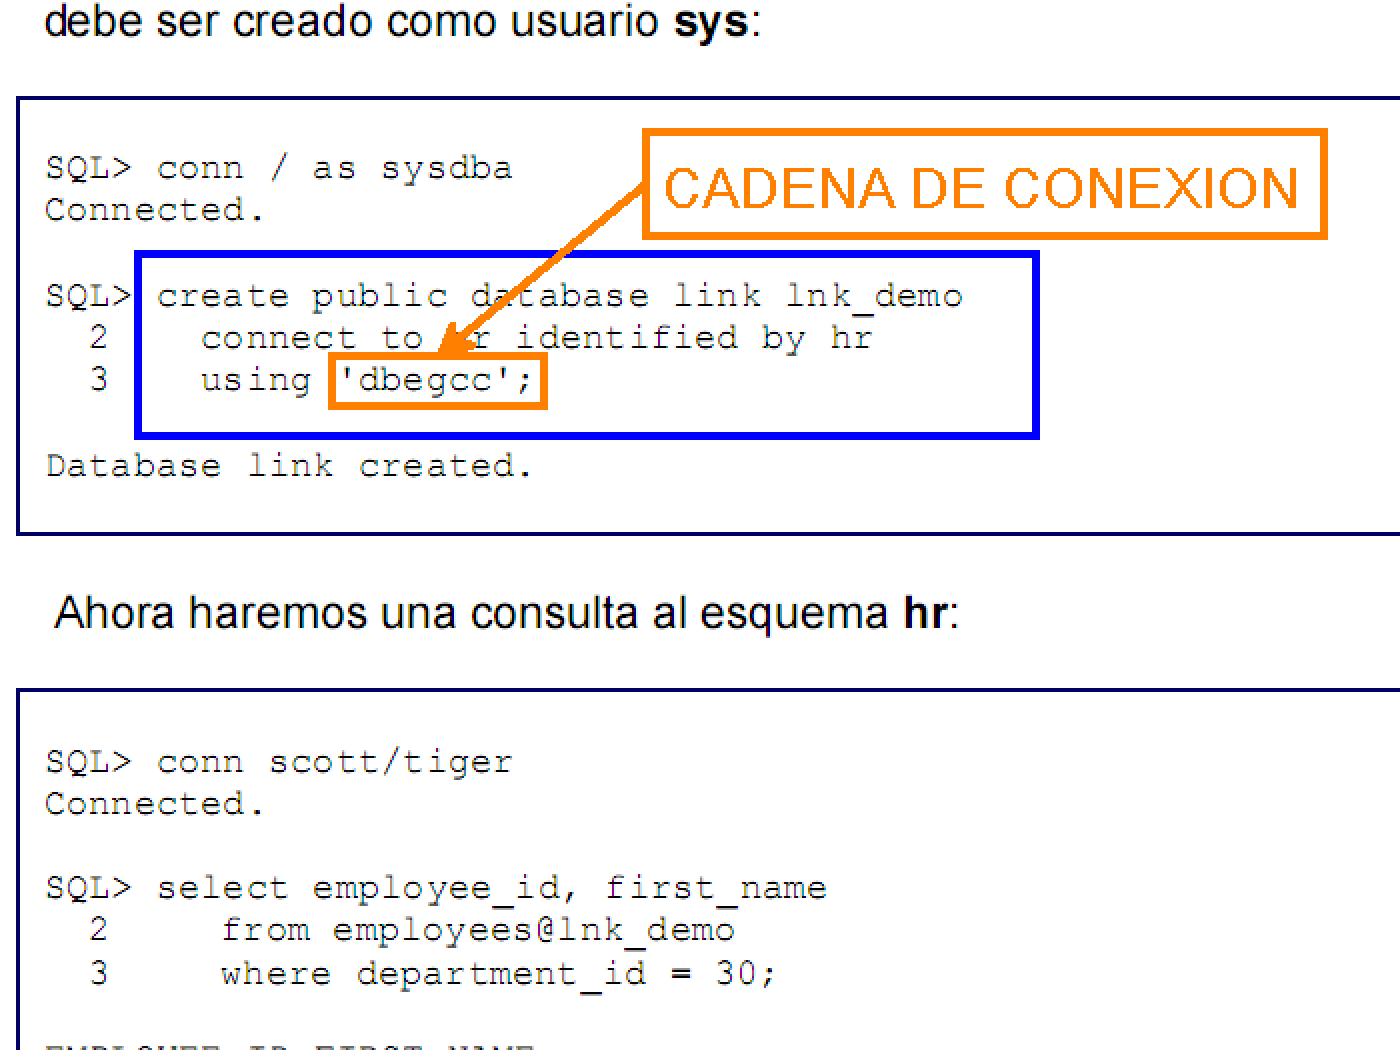 debe ser creado como usuario sys:
SQL> conn / as sysdba
Connected.
CADENA DE CONEXION
SQL> create public database link lnk_demo
2 connect to hr identified by hr
3 using 'dbegcc';
Database link created.
Ahora haremos una consulta al esquema hr:
SQL> conn scott/tiger
Connected.
SQL> select employee_id, first_name
2 from employees@lnk_demo
3 where department_id = 30;